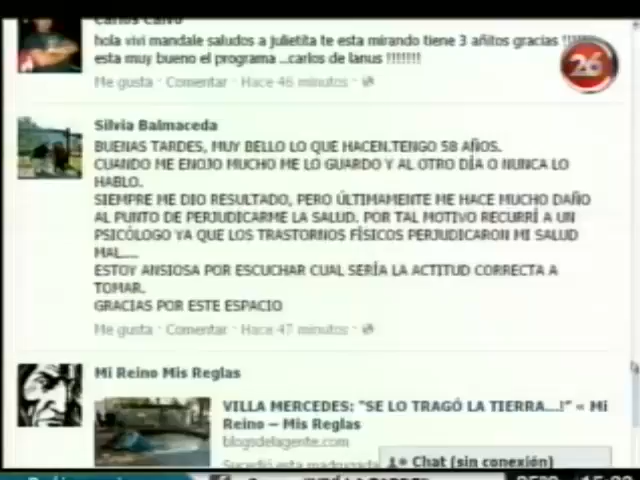 Carlos Calvo
hola vivi mandale saludos a julietita te esta mirando tiene 3 añitos gracias !!!!!!
esta muy bueno el programa ...carlos de lanus !!!!!!!
Me gusta · Comentar · Hace 46 minutos ·
26
Silvia Balmaceda
BUENAS TARDES, MUY BELLO LO QUE HACEN.TENGO 58 AÑOS.
CUANDO ME ENOJO MUCHO ME LO GUARDO Y AL OTRO DÍA O NUNCA LO
HABLO.
SIEMPRE ME DIO RESULTADO, PERO ÚLTIMAMENTE ME HACE MUCHO DAÑO
AL PUNTO DE PERJUDICARME LA SALUD. POR TAL MOTIVO RECURRÍ A UN
PSICÓLOGO YA QUE LOS TRASTORNOS FÍSICOS PERJUDICARON MI SALUD
MAL....
ESTOY ANSIOSA POR ESCUCHAR CUAL SERÍA LA ACTITUD CORRECTA A
TOMAR.
GRACIAS POR ESTE ESPACIO
Me gusta · Comentar · Hace 47 minutos ·
Mi Reino Mis Reglas
VILLA MERCEDES: "SE LO TRAGÓ LA TIERRA...!" « Mi
Reino – Mis Reglas
blogsdelagente.com
Sucedió esta madrugada
Chat (sin conexión)